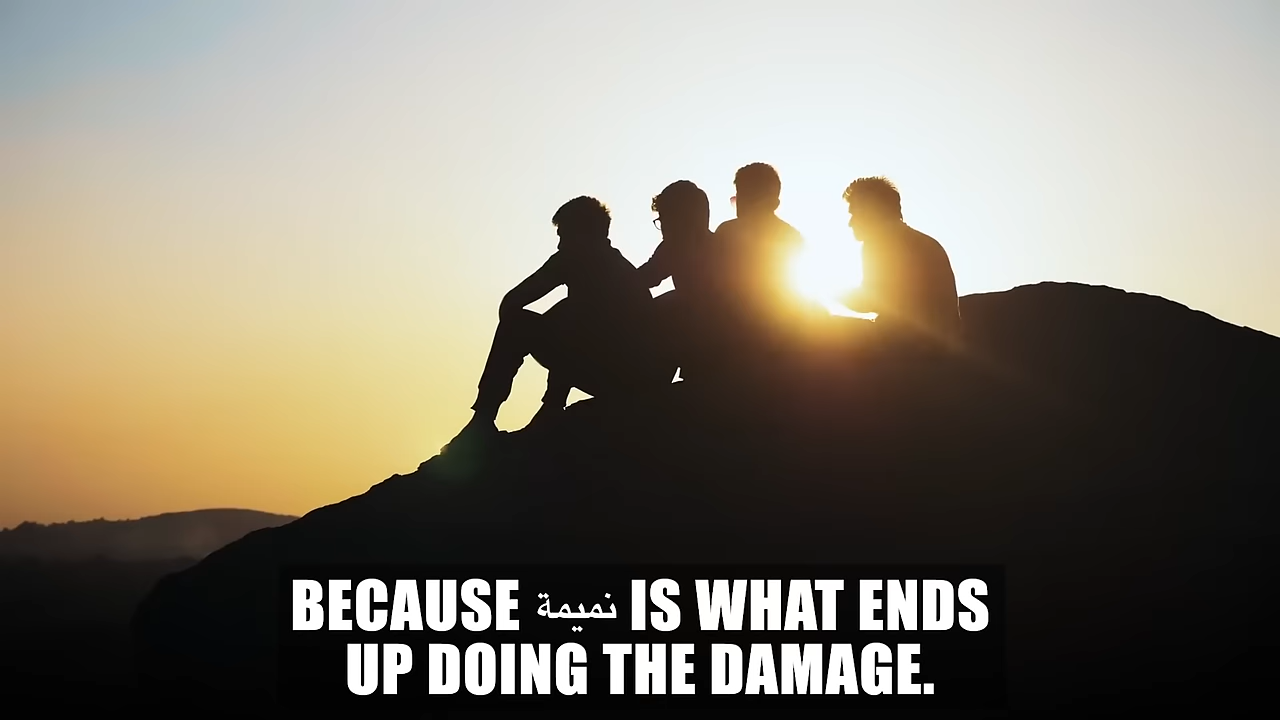 BECAUSE نميمة IS WHAT ENDS
UP DOING THE DAMAGE.